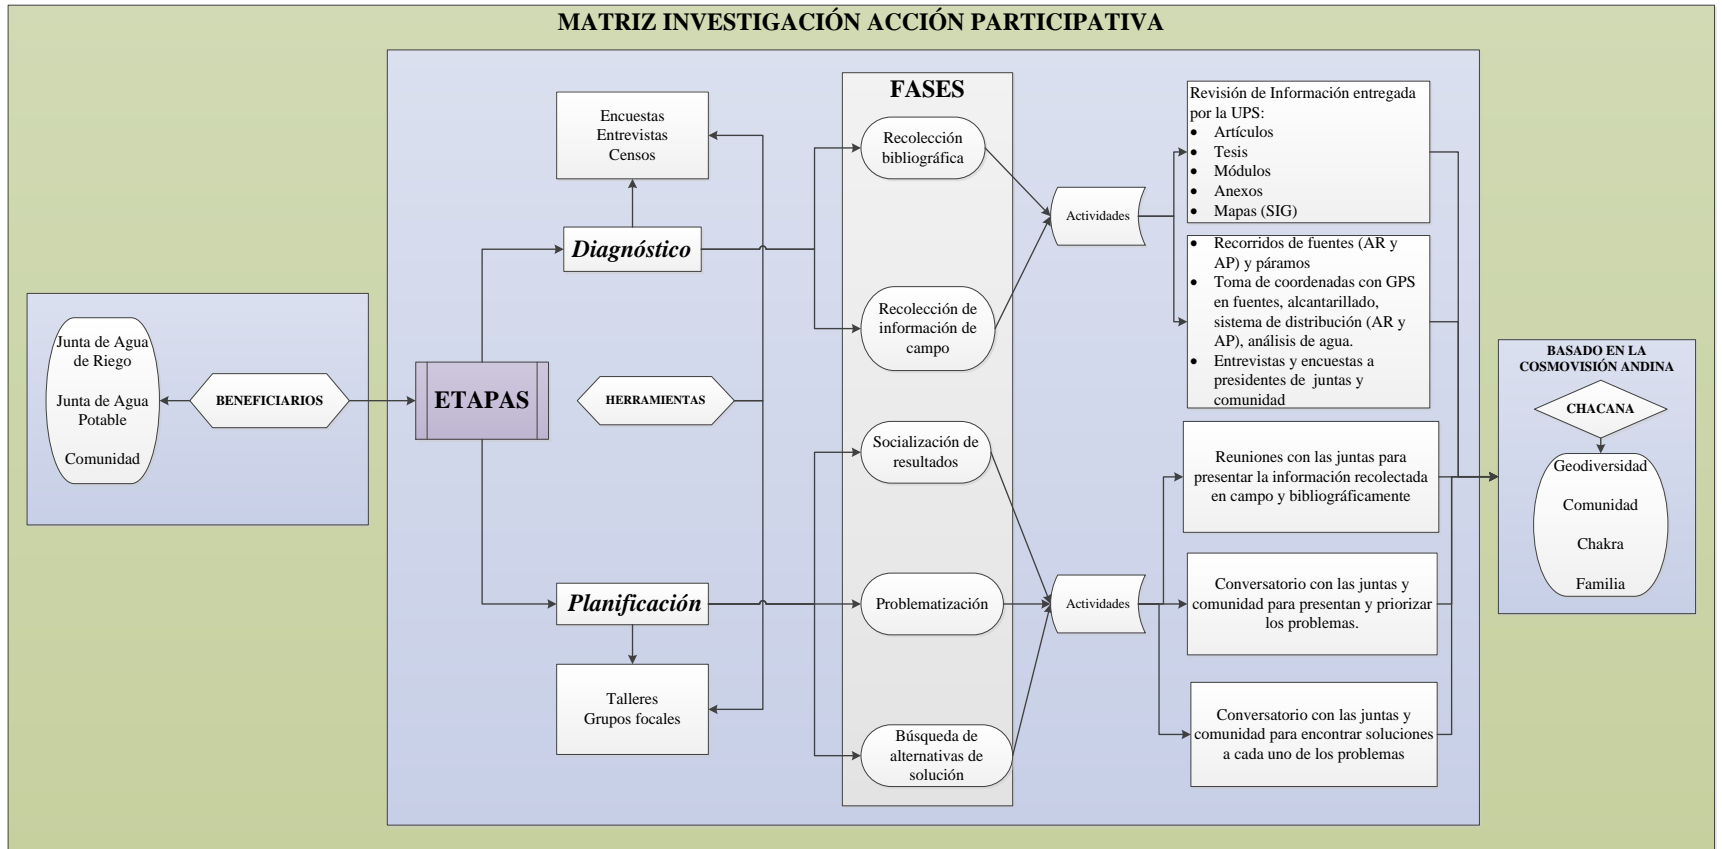 MATRIZ INVESTIGACIÓN ACCIÓN PARTICIPATIVA
Junta de Agua
de Riego
Junta de Agua
Potable
Comunidad
BENEFICIARIOS
ETAPAS
Encuestas
Entrevistas
Censos
Diagnóstico
HERRAMIENTAS
Planificación
Talleres
Grupos focales
FASES
Recolección
bibliográfica
Recolección de
información de
campo
Socialización de
resultados
Problematización
Búsqueda de
alternativas de
solución
Actividades
Actividades
Revisión de Información entregada
por la UPS:
• Artículos
• Tesis
• Módulos
• Anexos
• Mapas (SIG)
• Recorridos de fuentes (AR y
AP) y páramos
• Toma de coordenadas con GPS
en fuentes, alcantarillado,
sistema de distribución (AR y
AP), análisis de agua.
• Entrevistas y encuestas a
presidentes de juntas y
comunidad
Reuniones con las juntas para
presentar la información recolectada
en campo y bibliográficamente
Conversatorio con las juntas y
comunidad para presentan y priorizar
los problemas.
Conversatorio con las juntas y
comunidad para encontrar soluciones
a cada uno de los problemas
BASADO EN LA
COSMOVISIÓN ANDINA
CHACANA
Geodiversidad
Comunidad
Chakra
Familia